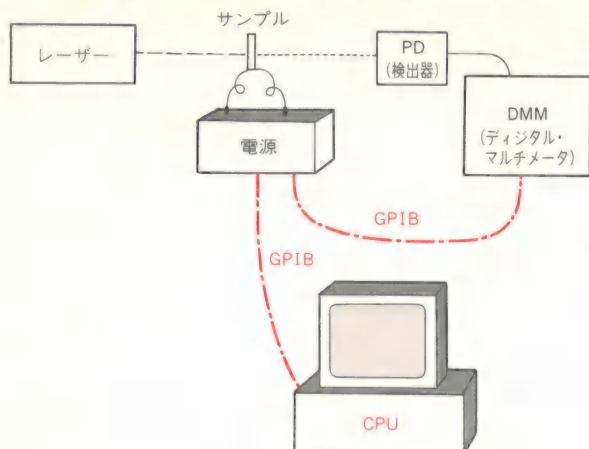 サンプル
レーザー
PD
(検出器)
DMM
(ディジタル・
マルチメータ)
電源
GPIB
GPIB
CPU